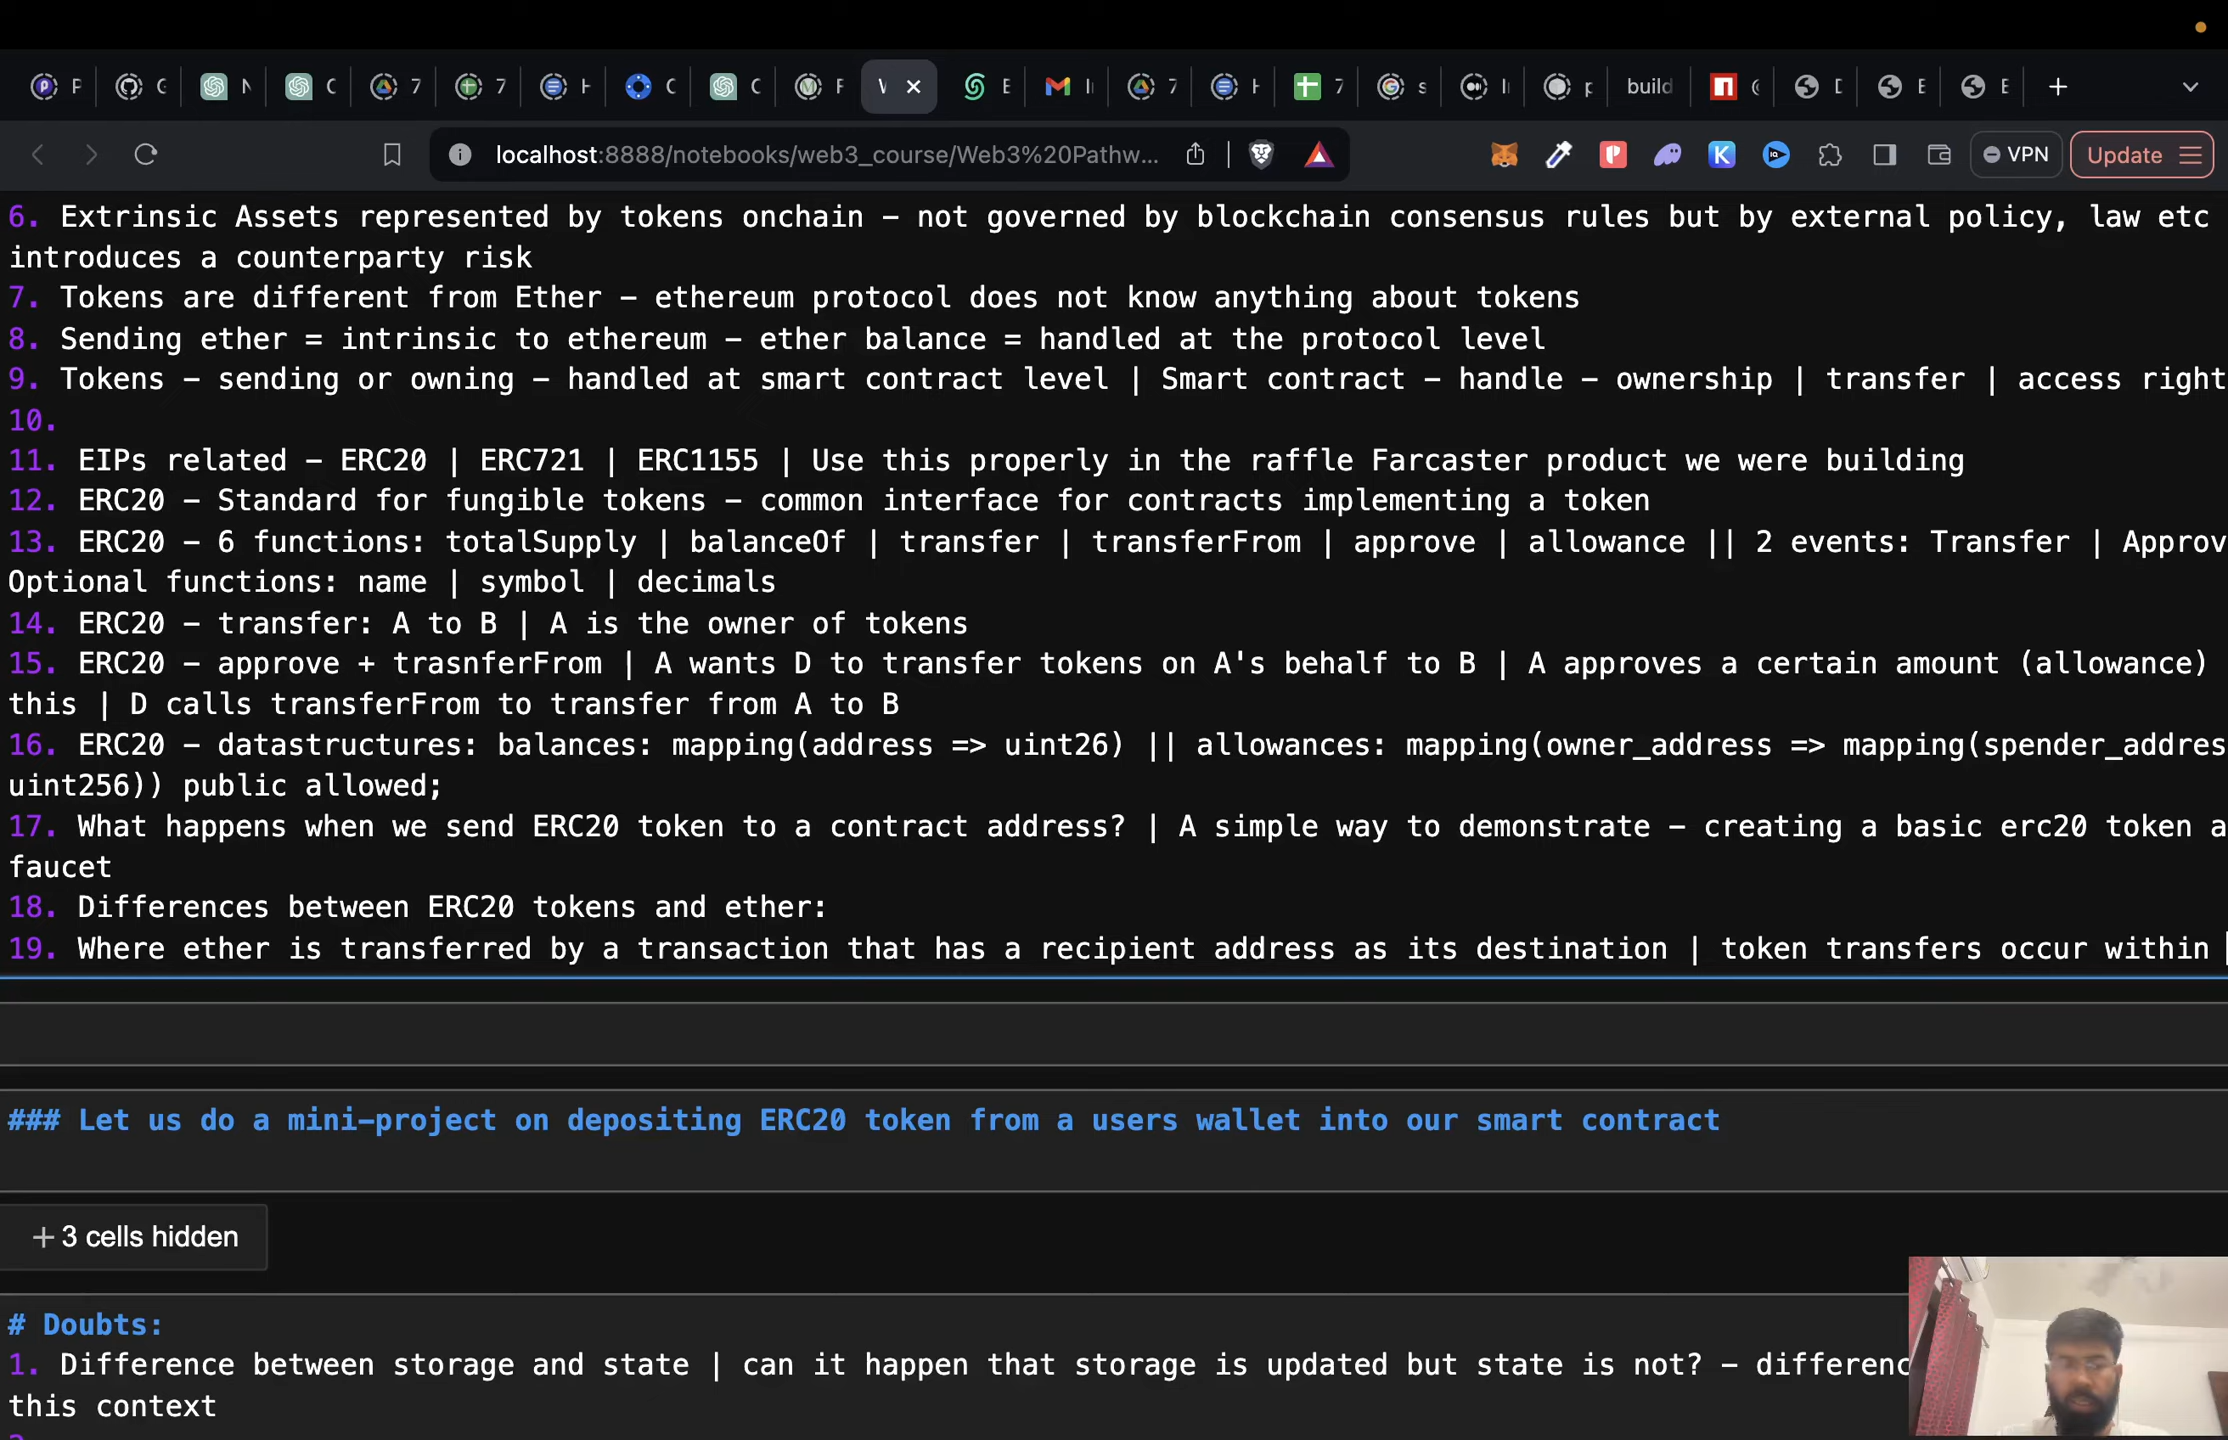 P G N C 7 7 H C C F V E I 7 H 7 s I p build @ D E E
localhost:8888/notebooks/web3_course/Web3%20Pathw... VPN Update
6. Extrinsic Assets represented by tokens onchain – not governed by blockchain consensus rules but by external policy, law etc
introduces a counterparty risk
7. Tokens are different from Ether – ethereum protocol does not know anything about tokens
8. Sending ether = intrinsic to ethereum – ether balance = handled at the protocol level
9. Tokens – sending or owning – handled at smart contract level | Smart contract – handle – ownership | transfer | access right
10.
11. EIPs related – ERC20 | ERC721 | ERC1155 | Use this properly in the raffle Farcaster product we were building
12. ERC20 – Standard for fungible tokens – common interface for contracts implementing a token
13. ERC20 – 6 functions: totalSupply | balanceOf | transfer | transferFrom | approve | allowance || 2 events: Transfer | Approv
Optional functions: name | symbol | decimals
14. ERC20 – transfer: A to B | A is the owner of tokens
15. ERC20 – approve + trasnferFrom | A wants D to transfer tokens on A's behalf to B | A approves a certain amount (allowance)
this | D calls transferFrom to transfer from A to B
16. ERC20 – datastructures: balances: mapping(address => uint26) || allowances: mapping(owner_address => mapping(spender_addres
uint256)) public allowed;
17. What happens when we send ERC20 token to a contract address? | A simple way to demonstrate – creating a basic erc20 token a
faucet
18. Differences between ERC20 tokens and ether:
19. Where ether is transferred by a transaction that has a recipient address as its destination | token transfers occur within
### Let us do a mini-project on depositing ERC20 token from a users wallet into our smart contract
+ 3 cells hidden
# Doubts:
1. Difference between storage and state | can it happen that storage is updated but state is not? – differenc
this context